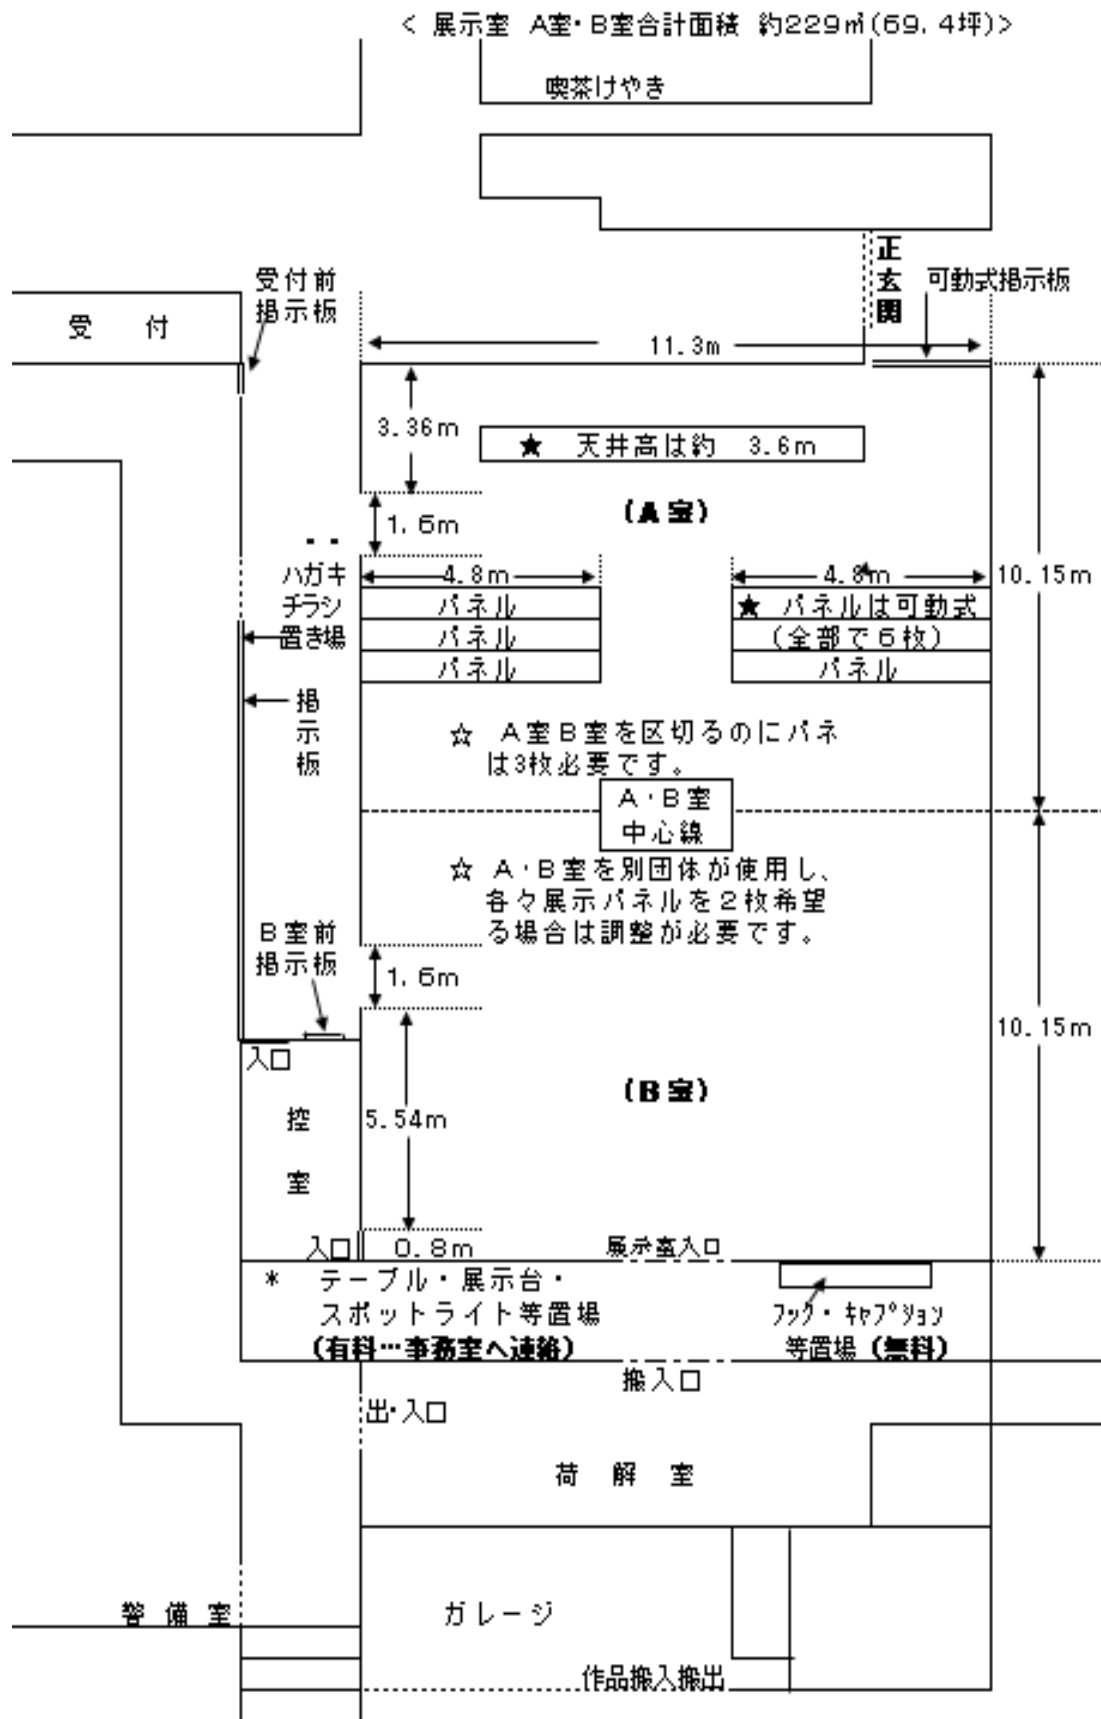 < 展示室 A室・B室合計面積 約229㎡(69.4坪)>
喫茶けやき
正玄関
可動式掲示板
受付前
掲示板
受 付
11.3m
3.36m
★ 天井高は約 3.6m
(A室)
1.6m
ハガキ
チラシ
置き場
4.8m
4.8m
10.15m
パネル
★ パネルは可動式
パネル
(全部で6枚)
パネル
パネル
掲示板
☆ A室B室を区切るのにパネ
は3枚必要です。
A・B室
中心線
☆ A・B室を別団体が使用し、
各々展示パネルを2枚希望
る場合は調整が必要です。
B室前
掲示板
1.6m
10.15m
入口
(B室)
控室
5.54m
入口
0.8m
展示室入口
* テーブル・展示台・
スポットライト等置場
(有料…事務室へ連絡)
フック・キャプション
等置場(無料)
搬入口
出・入口
荷 解 室
警 備 室
ガレージ
作品搬入搬出